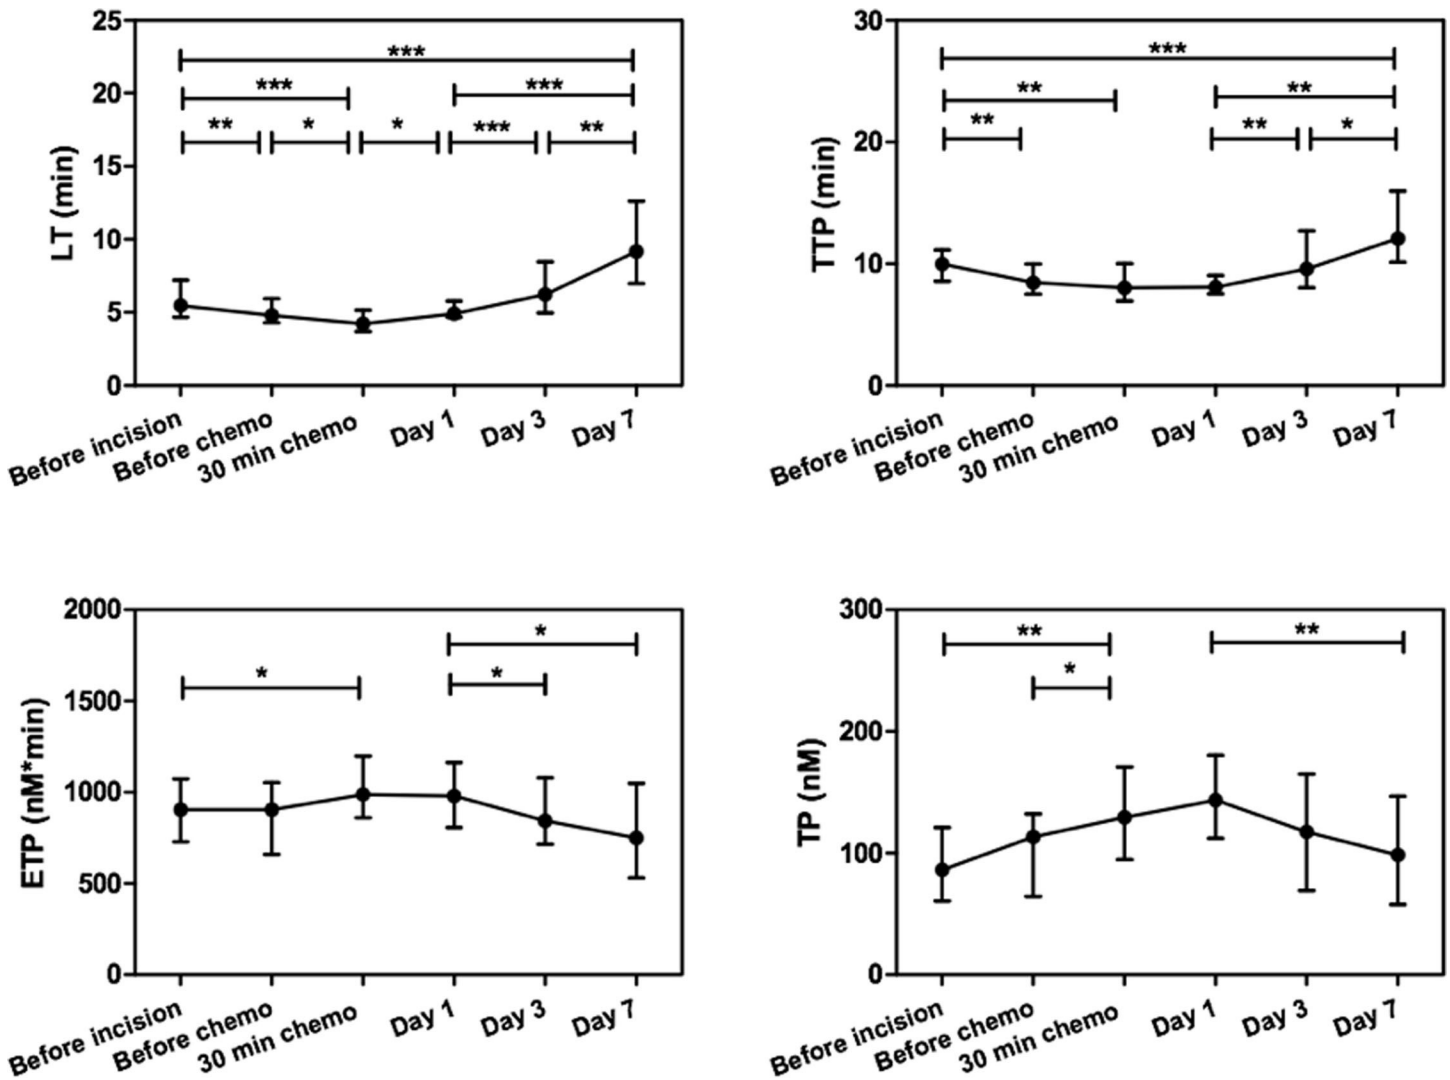 LT (min)
25
20
15
10
5
0
***
***
***
**
*
*
***
**
Before incision
Before chemo
30 min chemo
Day 1
Day 3
Day 7
TTP (min)
30
20
10
0
***
**
**
**
**
*
Before incision
Before chemo
30 min chemo
Day 1
Day 3
Day 7
ETP (nM*min)
2000
1500
1000
500
0
*
*
*
Before incision
Before chemo
30 min chemo
Day 1
Day 3
Day 7
TP (nM)
300
200
100
0
**
**
*
Before incision
Before chemo
30 min chemo
Day 1
Day 3
Day 7